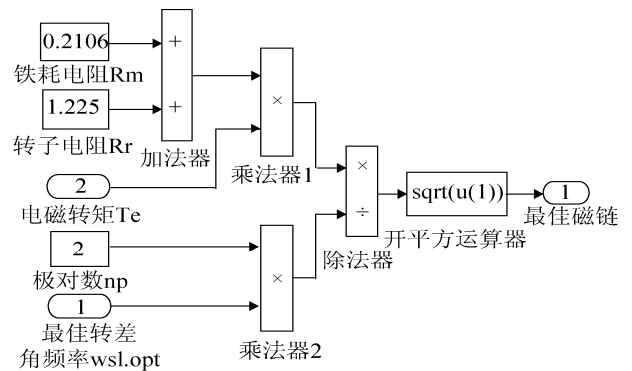 0.2106
铁耗电阻Rm
1.225
转子电阻Rr
+
+
加法器
×
乘法器1
2
电磁转矩Te
2
极对数np
1
最佳转差
角频率wsl.opt
×
乘法器2
×
÷
除法器
sqrt(u(1))
开平方运算器
1
最佳磁链